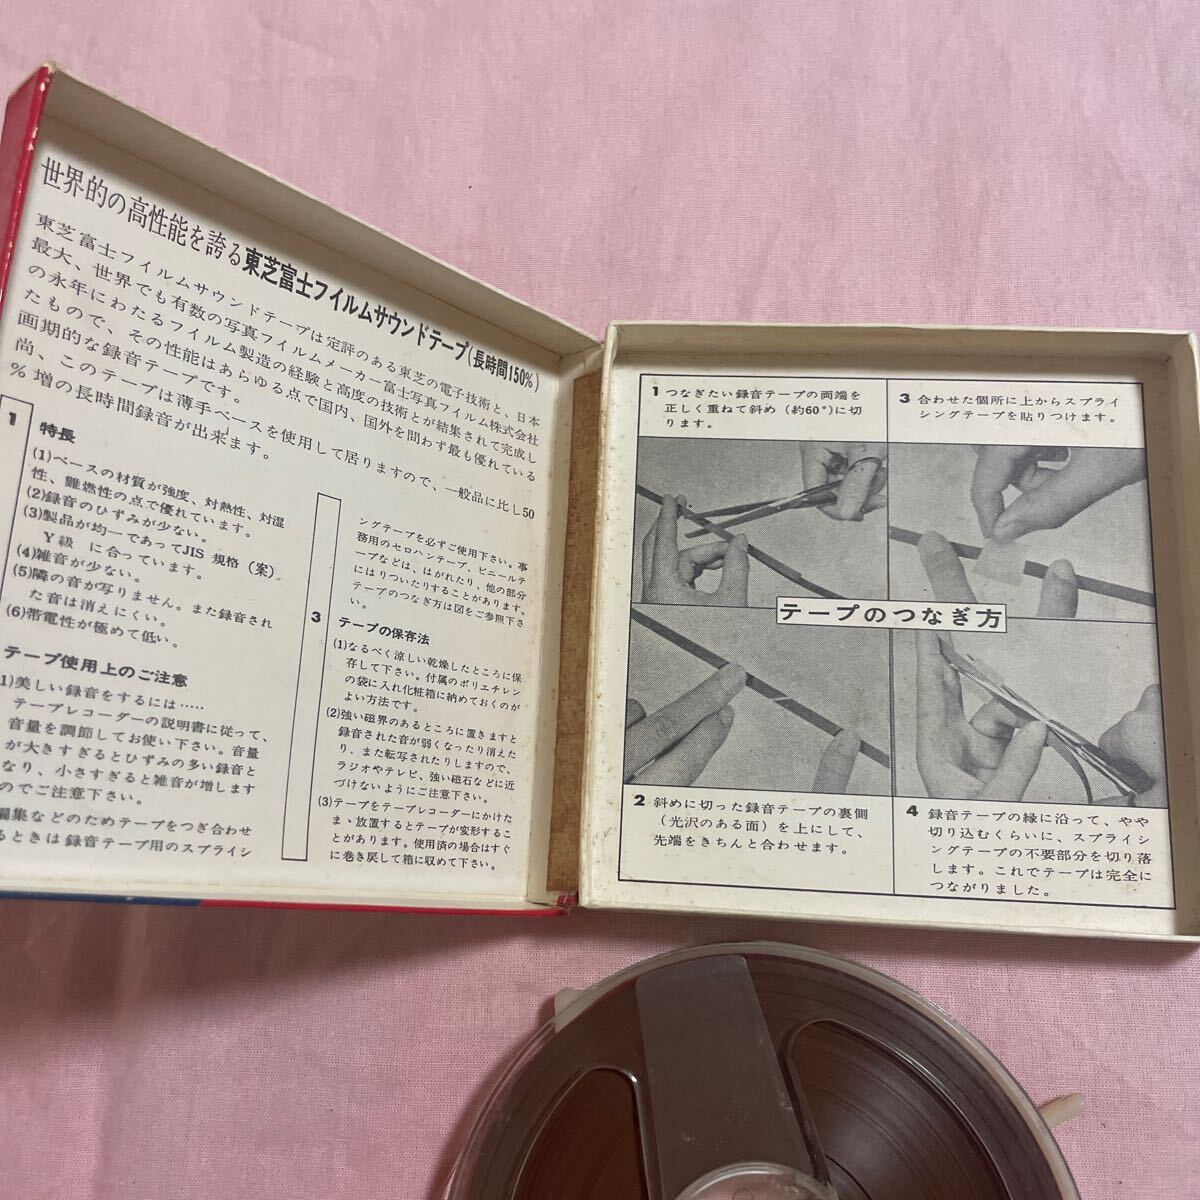 世界的の高性能を誇る東芝富士フイルムサウンドテープ(長時間150%)
東芝富士フイルムサウンドテープは定評のある東芝の電子技術と、日本
最大、世界でも有数の写真フイルムメーカー富士写真フイルム株式会社
の永年にわたるフイルム製造の経験と高度の技術とが結集されて完成し
たもので、その性能はあらゆる点で国内、国外を問わず最も優れている
画期的な録音テープです。
尚、このテープは薄手ベースを使用して居りますので、一般品に比し50
%増の長時間録音が出来ます。
1
特長
(1)ベースの材質が強度、対熱性、対湿
性、難燃性の点で優れています。
(2)録音のひずみが少ない。
(3)製品が均一であってJIS 規格（案）
Y級 に合っています。
(4)雑音が少ない。
(5)隣の音が写りません。また録音され
た音は消えにくい。
(6)帯電性が極めて低い。
テープ使用上のご注意
1)美しい録音をするには……
テープレコーダーの説明書に従って、
音量を調節してお使い下さい。音量
が大きすぎるとひずみの多い録音と
なり、小さすぎると雑音が増します
のでご注意下さい。
編集などのためテープをつぎ合わせ
るときは録音テープ用のスプライシ
ングテープを必ずご使用下さい。事
務用のセロハンテープ、ビニールテ
ープなどは、はがれたり、他の部分
にはりついたりすることがあります。
テープのつなぎ方は図をご参照下さ
い。
3
テープの保存法
(1)なるべく涼しい乾燥したところに保
存して下さい。付属のポリエチレン
の袋に入れ化粧箱に納めておくのが
よい方法です。
(2)強い磁界のあるところに置きますと
録音された音が弱くなったり消えた
り、また転写されたりしますので、
ラジオやテレビ、強い磁石などに近
づけないようにご注意下さい。
(3)テープをテープレコーダーにかけた
まゝ放置するとテープが変形するこ
とがあります。使用済の場合はすぐ
に巻き戻して箱に収めて下さい。
1 つなぎたい録音テープの両端を
正しく重ねて斜め（約60°）に切
ります。
3 合わせた個所に上からスプライ
シングテープを貼りつけます。
テープのつなぎ方
2 斜めに切った録音テープの裏側
（光沢のある面）を上にして、
先端をきちんと合わせます。
4 録音テープの縁に沿って、やや
切り込むくらいに、スプライシ
ングテープの不要部分を切り落
します。これでテープは完全に
つながりました。